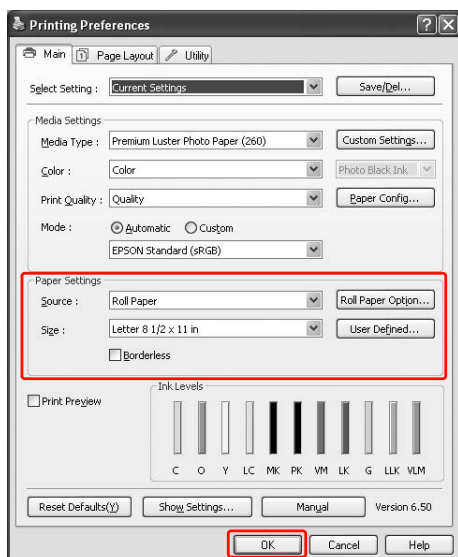 Printing Preferences
Main Page Layout Utility
Select Setting : Current Settings Save/Del...
Media Settings
Media Type : Premium Luster Photo Paper (260) Custom Settings...
Color : Color Photo Black Ink
Print Quality : Quality Paper Config...
Mode : Automatic Custom
EPSON Standard (sRGB)
Paper Settings
Source : Roll Paper Roll Paper Option...
Size : Letter 8 1/2 x 11 in User Defined...
Borderless
Print Preview Ink Levels
C O Y LC MK PK VM LK G LLK VLM
Reset Defaults(Y) Show Settings... Manual Version 6.50
OK Cancel Help